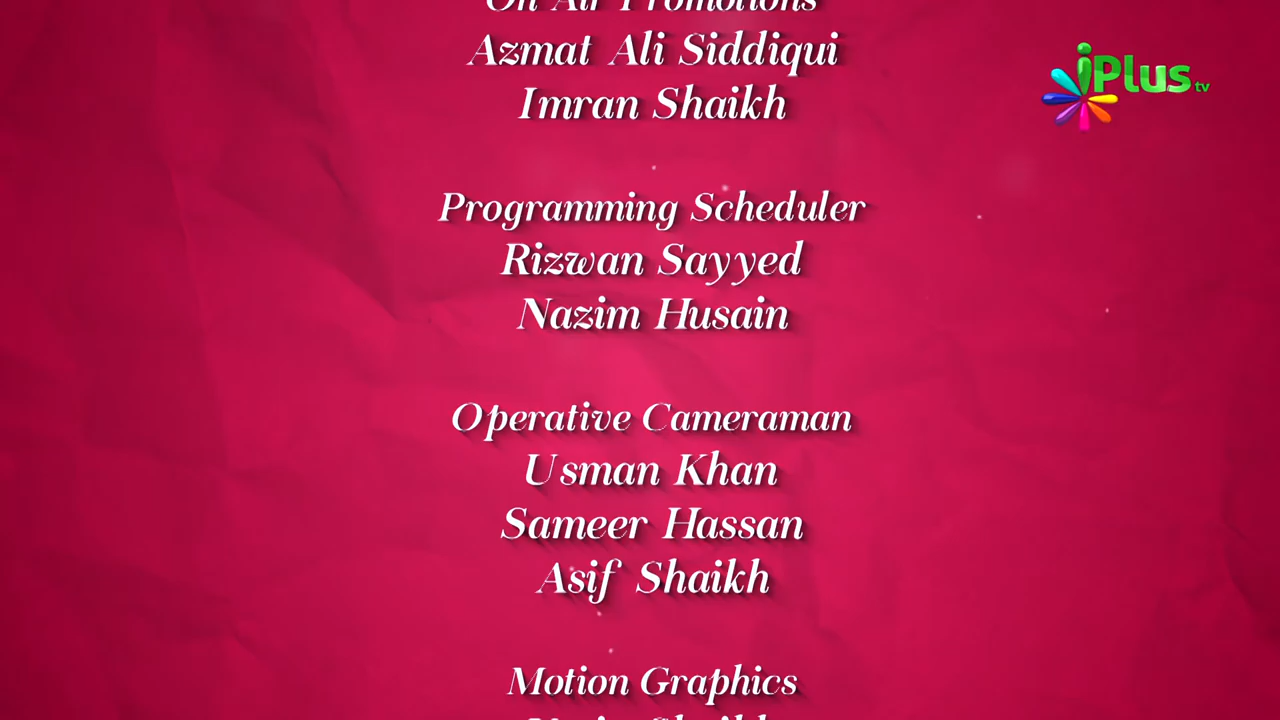 On Air Promotions
Azmat Ali Siddiqui
Imran Shaikh
iPlus tv
Programming Scheduler
Rizwan Sayyed
Nazim Husain
Operative Cameraman
Usman Khan
Sameer Hassan
Asif Shaikh
Motion Graphics
Shaikh